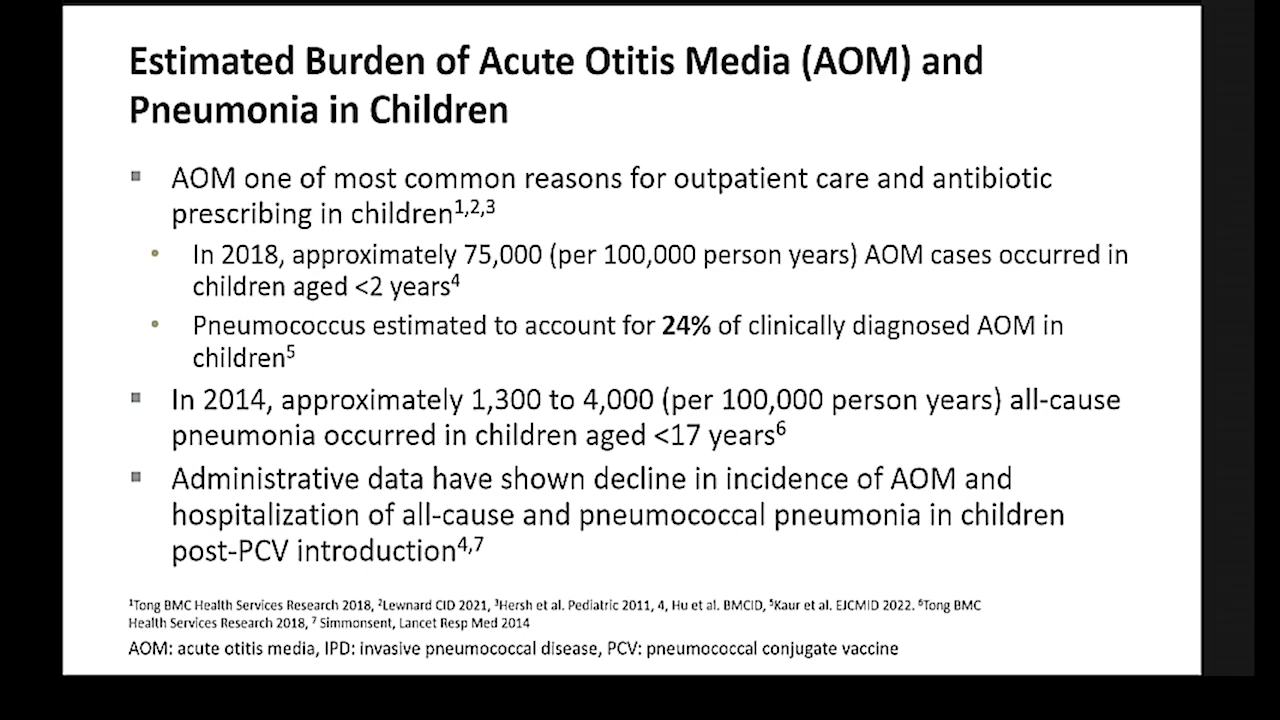 Estimated Burden of Acute Otitis Media (AOM) and
Pneumonia in Children
▪ AOM one of most common reasons for outpatient care and antibiotic
prescribing in children1,2,3
• In 2018, approximately 75,000 (per 100,000 person years) AOM cases occurred in
children aged <2 years4
• Pneumococcus estimated to account for 24% of clinically diagnosed AOM in
children5
▪ In 2014, approximately 1,300 to 4,000 (per 100,000 person years) all-cause
pneumonia occurred in children aged <17 years6
▪ Administrative data have shown decline in incidence of AOM and
hospitalization of all-cause and pneumococcal pneumonia in children
post-PCV introduction4,7
1Tong BMC Health Services Research 2018, 2Lewnard CID 2021, 3Hersh et al. Pediatric 2011, 4, Hu et al. BMCID, 5Kaur et al. EJCMID 2022. 6Tong BMC
Health Services Research 2018, 7 Simmonsent, Lancet Resp Med 2014
AOM: acute otitis media, IPD: invasive pneumococcal disease, PCV: pneumococcal conjugate vaccine